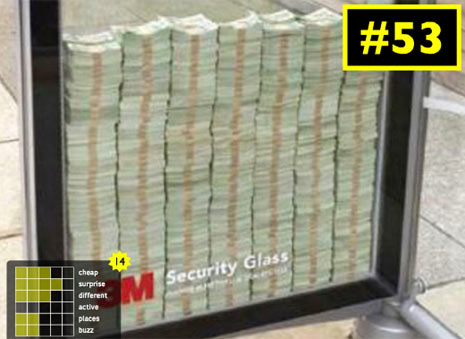 #53
Security Glass
3M
14
cheap
surprise
different
active
places
buzz